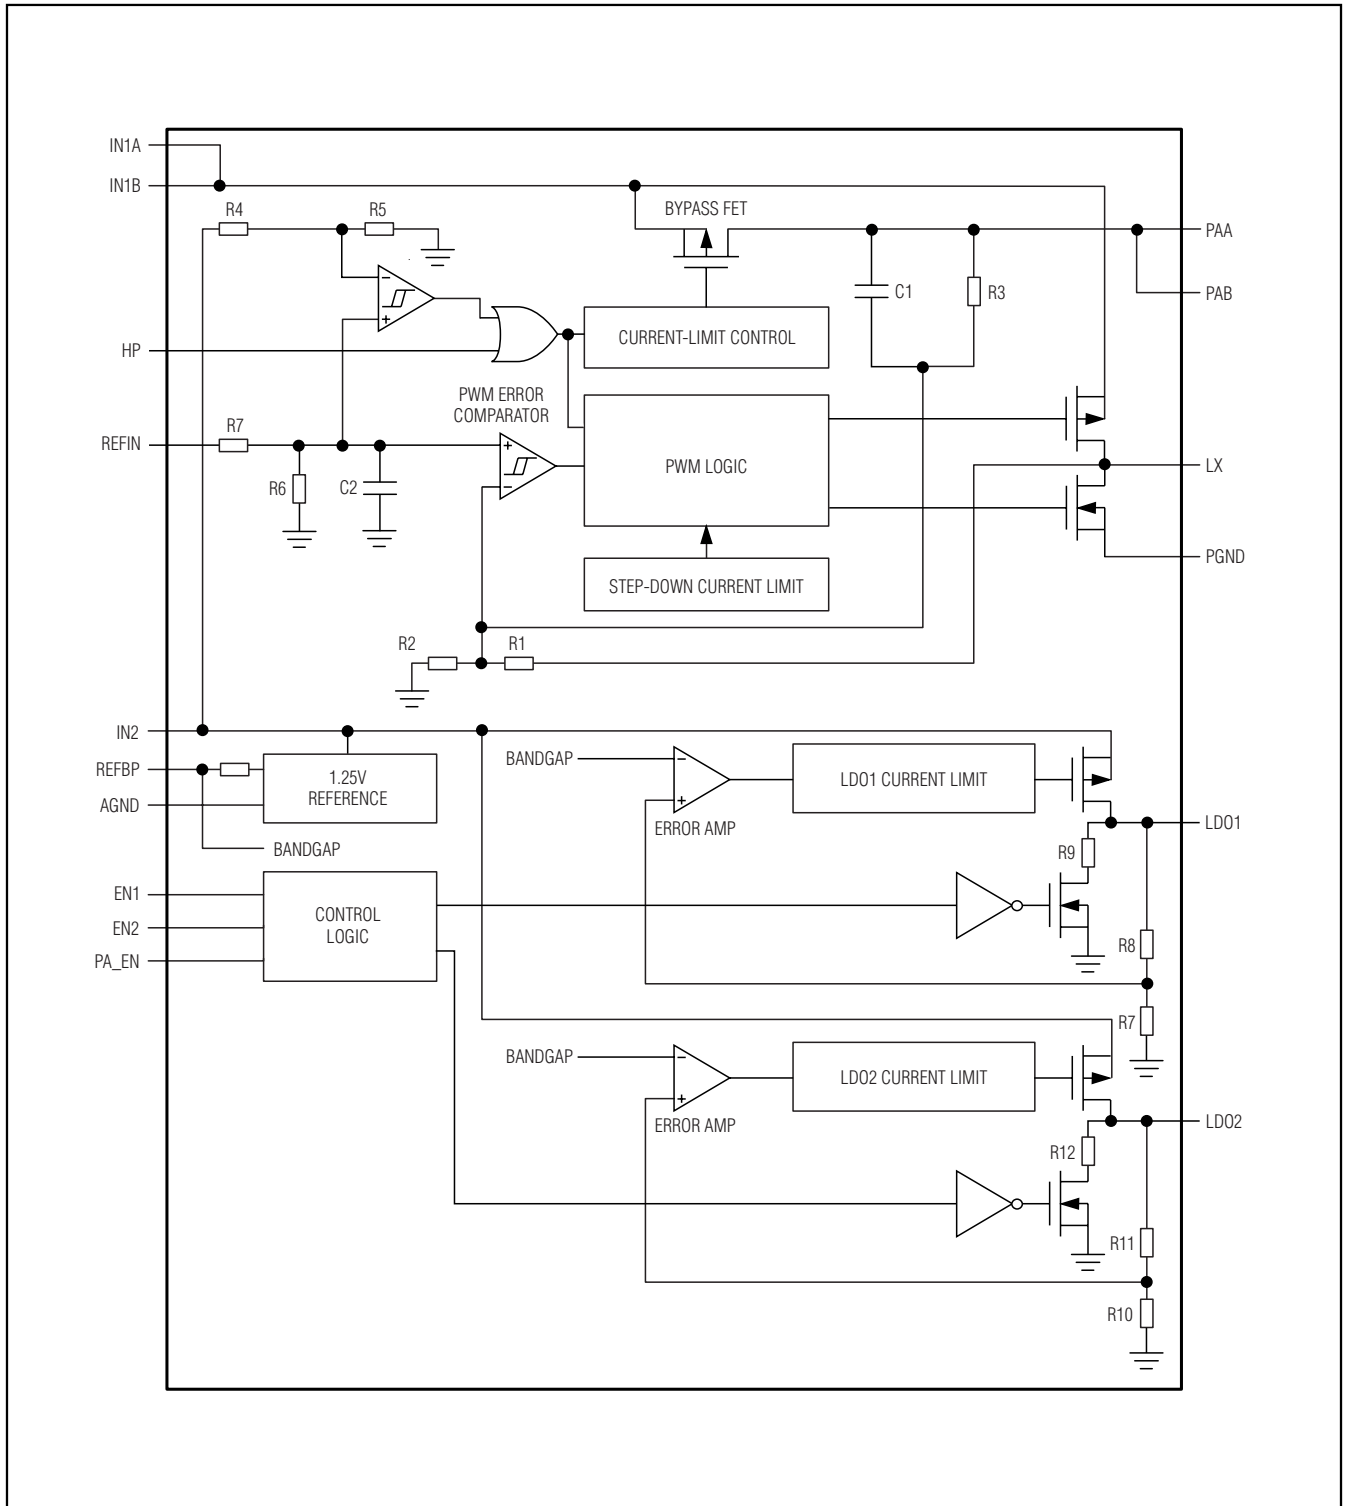 IN1A
IN1B
R4
R5
BYPASS FET
PAA
PAB
C1
R3
HP
CURRENT-LIMIT CONTROL
PWM ERROR
COMPARATOR
REFIN
R7
R6
C2
PWM LOGIC
LX
PGND
STEP-DOWN CURRENT LIMIT
R2
R1
IN2
REFBP
AGND
1.25V
REFERENCE
BANDGAP
BANDGAP
ERROR AMP
LDO1 CURRENT LIMIT
LDO1
R9
EN1
EN2
PA_EN
CONTROL
LOGIC
R8
R7
BANDGAP
ERROR AMP
LDO2 CURRENT LIMIT
LDO2
R12
R11
R10